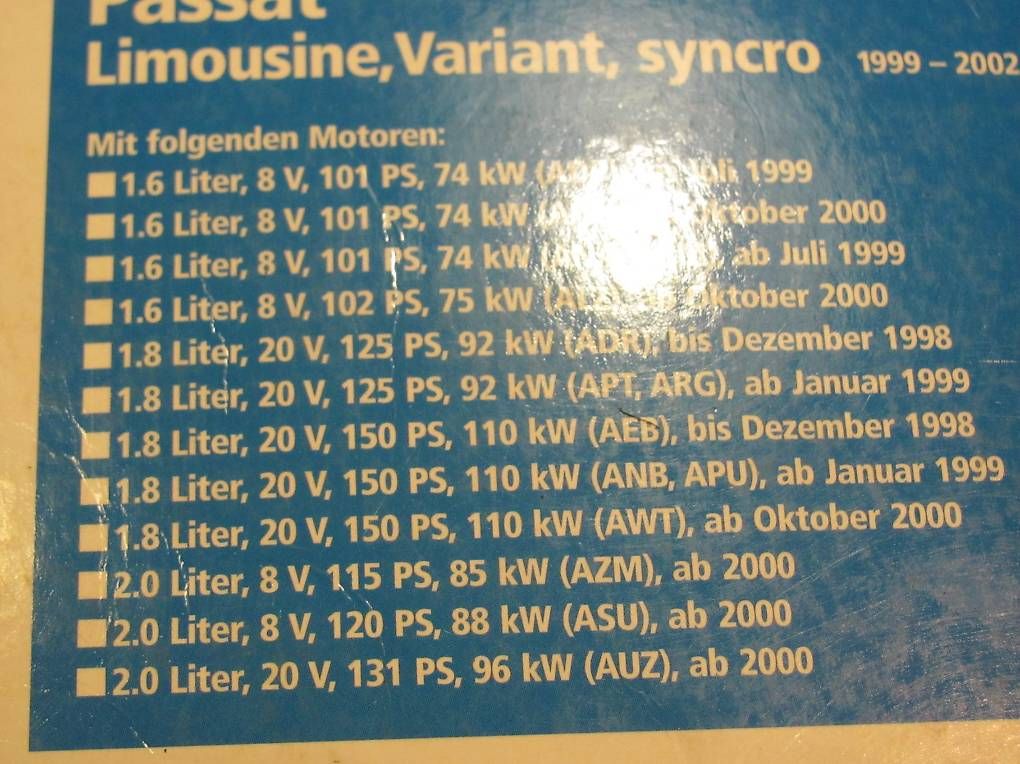 Passat
Limousine, Variant, syncro 1999 – 2002
Mit folgenden Motoren:
1.6 Liter, 8 V, 101 PS, 74 kW Juli 1999
1.6 Liter, 8 V, 101 PS, 74 kW Oktober 2000
1.6 Liter, 8 V, 101 PS, 74 kW ab Juli 1999
1.6 Liter, 8 V, 102 PS, 75 kW Oktober 2000
1.8 Liter, 20 V, 125 PS, 92 kW (ADR), bis Dezember 1998
1.8 Liter, 20 V, 125 PS, 92 kW (APT, ARG), ab Januar 1999
1.8 Liter, 20 V, 150 PS, 110 kW (AEB), bis Dezember 1998
1.8 Liter, 20 V, 150 PS, 110 kW (ANB, APU), ab Januar 1999
1.8 Liter, 20 V, 150 PS, 110 kW (AWT), ab Oktober 2000
2.0 Liter, 8 V, 115 PS, 85 kW (AZM), ab 2000
2.0 Liter, 8 V, 120 PS, 88 kW (ASU), ab 2000
2.0 Liter, 20 V, 131 PS, 96 kW (AUZ), ab 2000